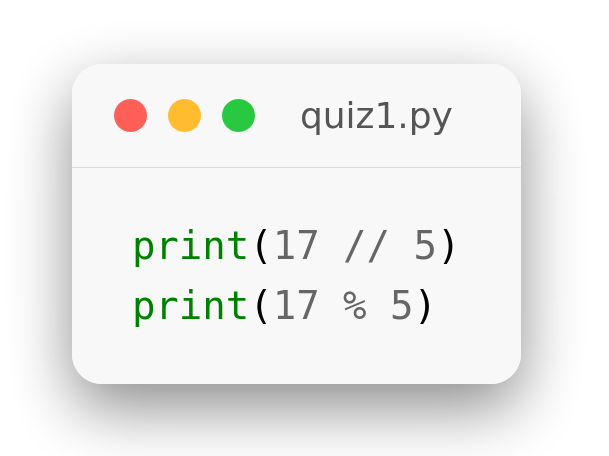 quiz1.py
print(17 // 5)
print(17 % 5)